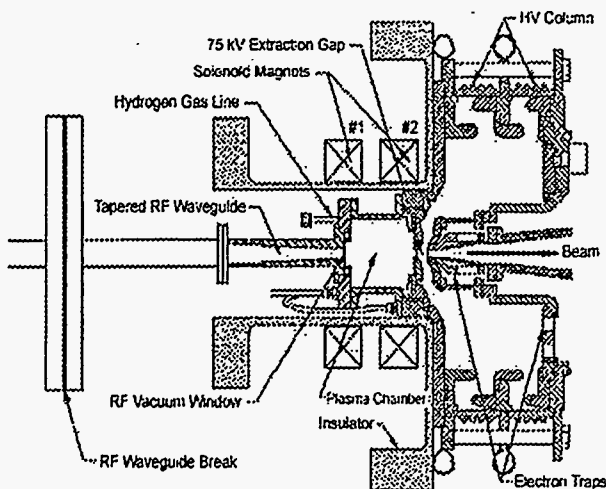 HV Column
75 kV Extraction Gap
Solenoid Magnets
Hydrogen Gas Line
#1 #2
Tapered RF Waveguide
Beam
RF Vacuum Window
Plasma Chamber
Insulator
RF Waveguide Break
Electron Traps